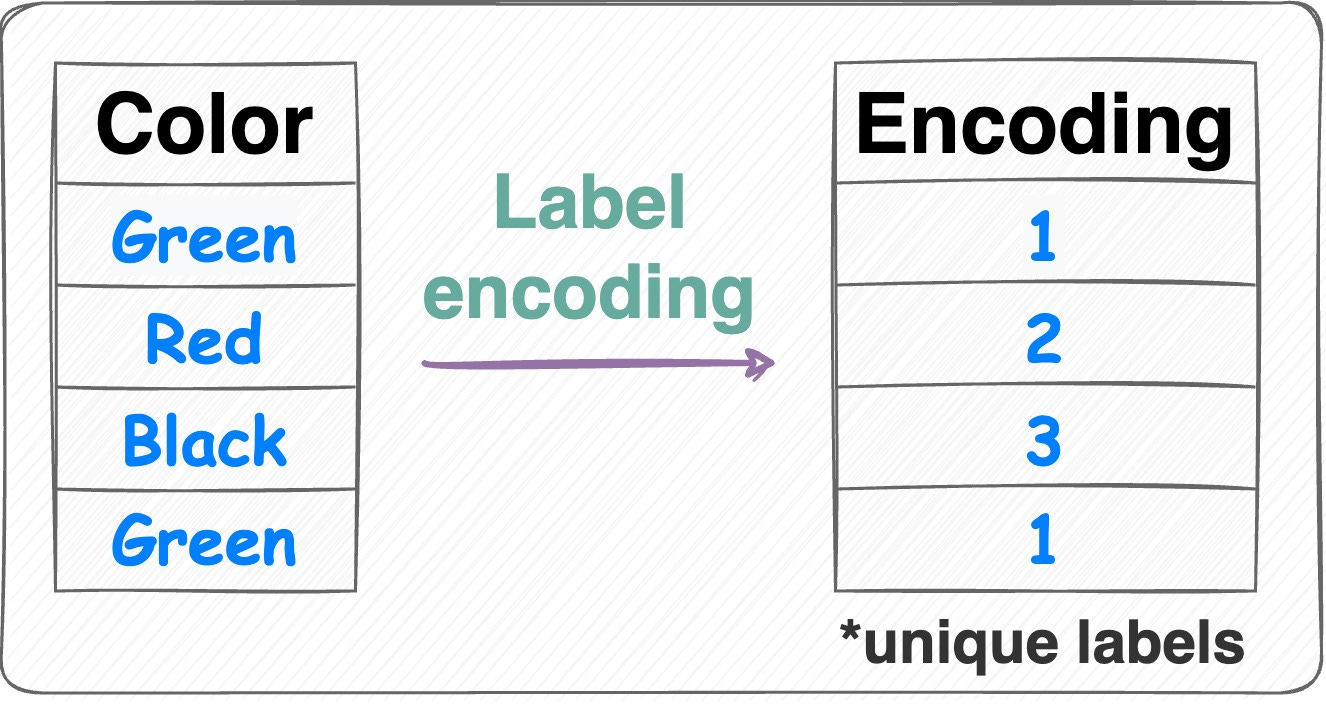 Color
Green
Red
Black
Green
Label
encoding
Encoding
1
2
3
1
*unique labels